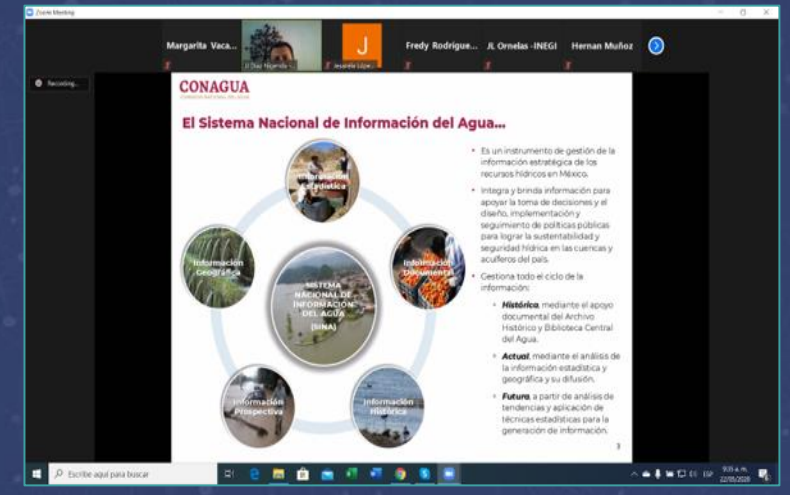 Zoom Meeting
Margarita Vaca...
Fredy Rodrigue...
JL Ornelas -INEGI
Hernan Muñoz
J
Recording...
CONAGUA
El Sistema Nacional de Información del Agua...
Información
Estadística
Información
Geográfica
Información
Documental
SISTEMA
NACIONAL DE
INFORMACIÓN
DEL AGUA
(SINA)
Información
Prospectiva
Información
Histórica
• Es un instrumento de gestión de la
información estratégica de los
recursos hídricos en México.
• Integra y brinda información para
apoyar la toma de decisiones y el
diseño, implementación y
seguimiento de políticas públicas
para lograr la sustentabilidad y
seguridad hídrica en las cuencas y
acuíferos del país.
• Gestiona todo el ciclo de la
información:
Histórica, mediante el apoyo
documental del Archivo
Histórico y Biblioteca Central
del Agua.
Actual, mediante el análisis de
la información estadística y
geográfica y su difusión.
Futura, a partir de análisis de
tendencias y aplicación de
técnicas estadísticas para la
generación de información.
3
Escribe aquí para buscar
ESP
9:35 a. m.
22/05/2020